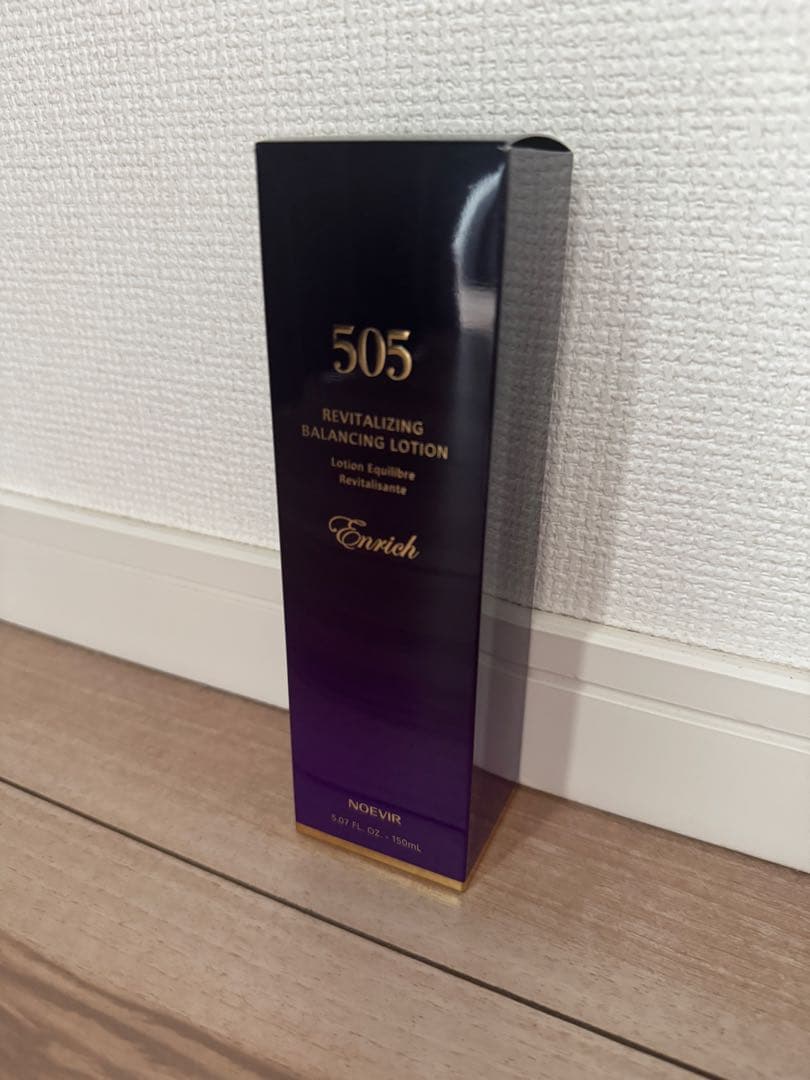 505
REVITALIZING
BALANCING LOTION
Lotion Equilibre
Revitalisante
Enrich
NOEVIR
5.07 FL. OZ. - 150mL